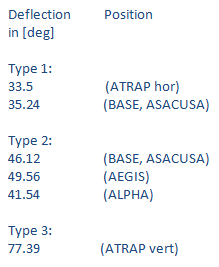 Deflection Position
in [deg]
Type 1:
33.5 (ATRAP hor)
35.24 (BASE, ASACUSA)
Type 2:
46.12 (BASE, ASACUSA)
49.56 (AEGIS)
41.54 (ALPHA)
Type 3:
77.39 (ATRAP vert)